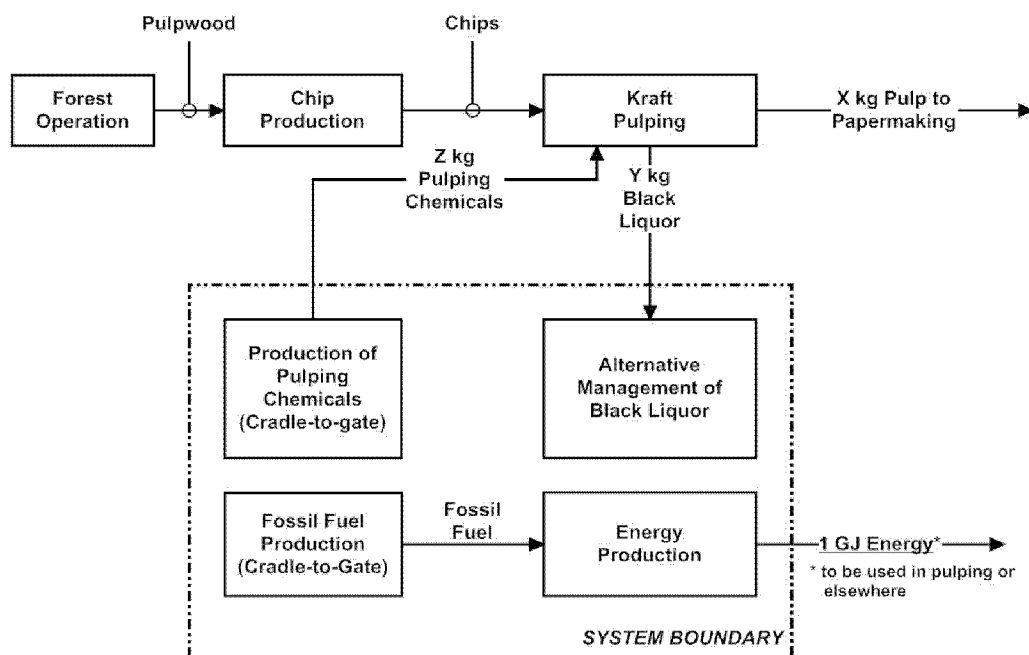 Pulpwood
Chips
Forest
Operation
Chip
Production
Kraft
Pulping
X kg Pulp to
Papermaking
Z kg
Pulping
Chemicals
Y kg
Black
Liquor
Production of
Pulping
Chemicals
(Cradle-to-gate)
Alternative
Management of
Black Liquor
Fossil Fuel
Production
(Cradle-to-Gate)
Fossil
Fuel
Energy
Production
1 GJ Energy*
* to be used in pulping or
elsewhere
SYSTEM BOUNDARY